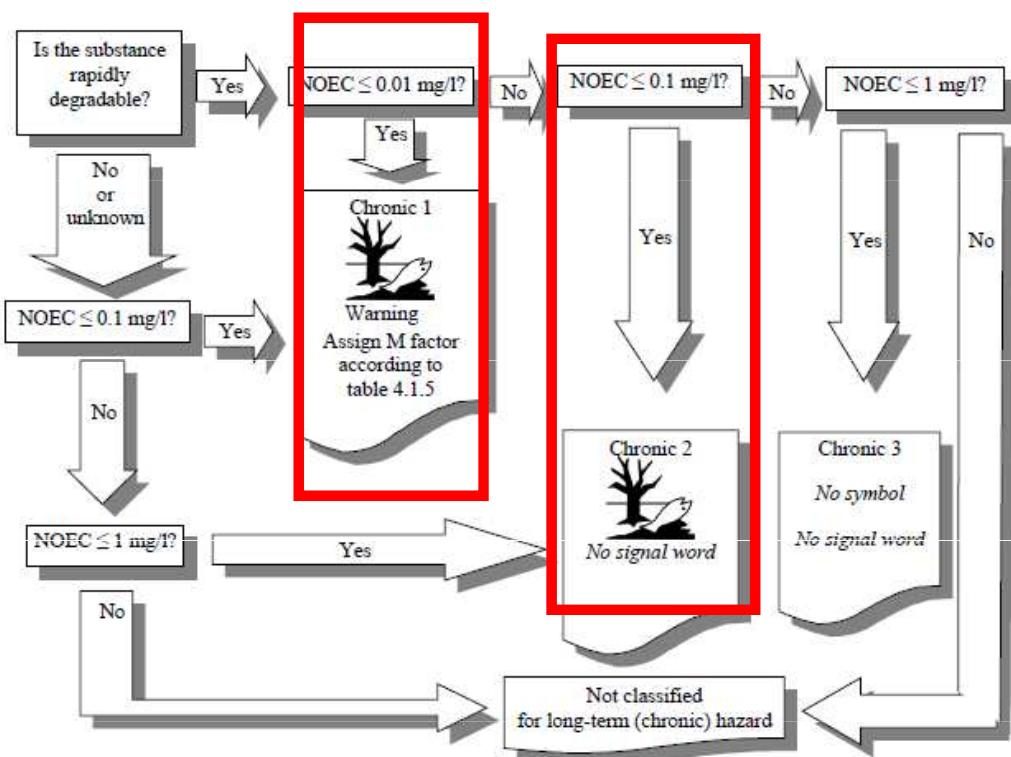 Is the substance
rapidly
degradable?
Yes
NOEC ≤ 0.01 mg/l?
No
NOEC ≤ 0.1 mg/l?
No
NOEC ≤ 1 mg/l?
Yes
No
or
unknown
Chronic 1
Warning
Assign M factor
according to
table 4.1.5
Yes
Yes
No
NOEC ≤ 0.1 mg/l?
Yes
No
Chronic 2
No signal word
Chronic 3
No symbol
No signal word
NOEC ≤ 1 mg/l?
Yes
No
Not classified
for long-term (chronic) hazard